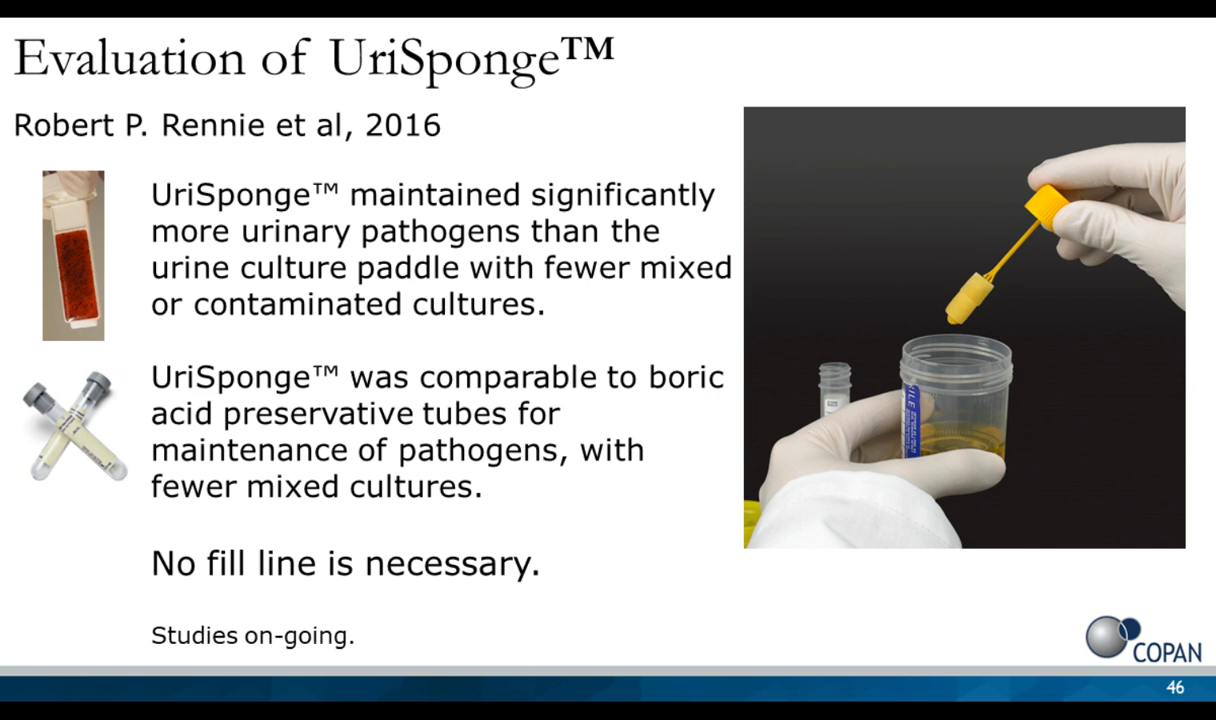 Evaluation of UriSponge™
Robert P. Rennie et al, 2016
UriSponge™ maintained significantly
more urinary pathogens than the
urine culture paddle with fewer mixed
or contaminated cultures.
UriSponge™ was comparable to boric
acid preservative tubes for
maintenance of pathogens, with
fewer mixed cultures.
No fill line is necessary.
Studies on-going.
COPAN
46